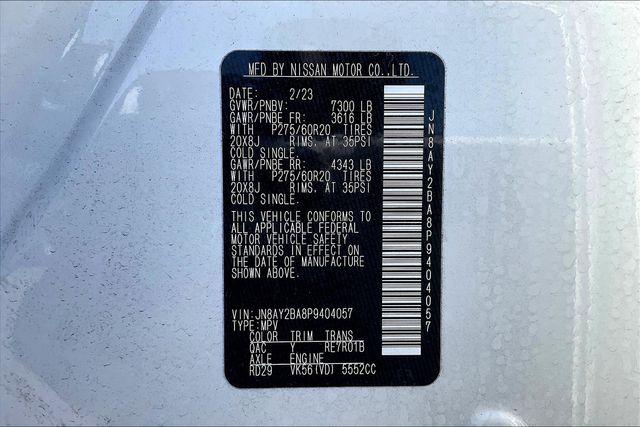 MFD BY NISSAN MOTOR CO.,LTD.
DATE: 2/23
GVWR/PNBV: 7300 LB
GAWR/PNBE FR: 3616 LB
WITH P275/60R20 TIRES
20X8J RIMS, AT 35PSI
COLD SINGLE.
GAWR/PNBE RR: 4343 LB
WITH P275/60R20 TIRES
20X8J RIMS, AT 35PSI
COLD SINGLE.
THIS VEHICLE CONFORMS TO
ALL APPLICABLE FEDERAL
MOTOR VEHICLE SAFETY
STANDARDS IN EFFECT ON
THE DATE OF MANUFACTURE
SHOWN ABOVE.
VIN:JN8AY2BA8P9404057
TYPE:MPV
COLOR TRIM TRANS
QAC Y RE7R01B
AXLE ENGINE
RD29 VK56(VD) 5552CC
JN8AY2BA8P9404057